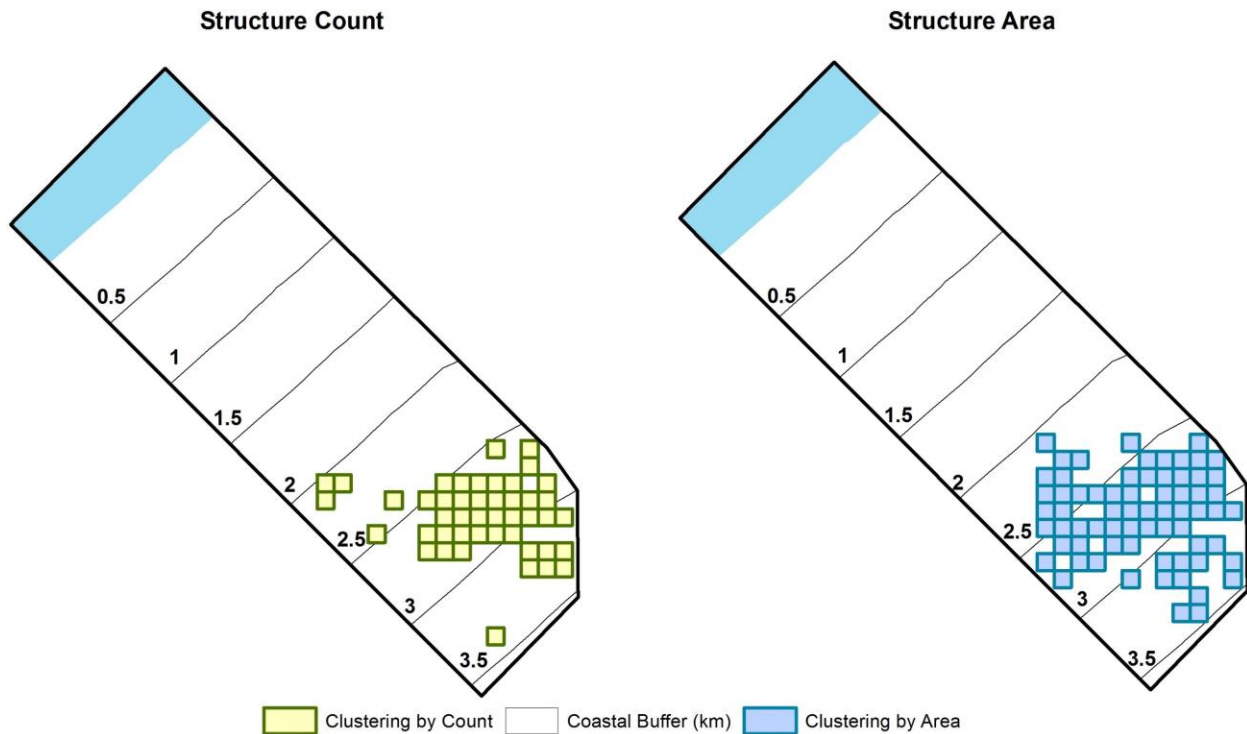 Structure Count
Structure Area
0.5
1
1.5
2
2.5
3
3.5
0.5
1
1.5
2
2.5
3
3.5
Clustering by Count
Coastal Buffer (km)
Clustering by Area